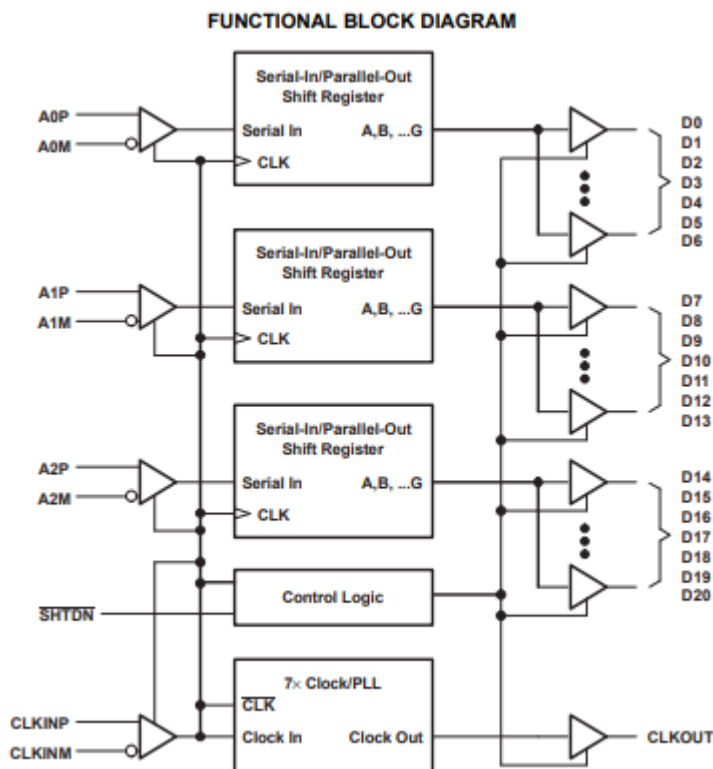 FUNCTIONAL BLOCK DIAGRAM
Serial-In/Parallel-Out
Shift Register
A0P
A0M
Serial In
A,B, ...G
CLK
D0
D1
D2
D3
D4
D5
D6
Serial-In/Parallel-Out
Shift Register
A1P
A1M
Serial In
A,B, ...G
CLK
D7
D8
D9
D10
D11
D12
D13
Serial-In/Parallel-Out
Shift Register
A2P
A2M
Serial In
A,B, ...G
CLK
D14
D15
D16
D17
D18
D19
D20
Control Logic
SHTDN
7× Clock/PLL
CLK
CLKINP
CLKINM
Clock In
Clock Out
CLKOUT